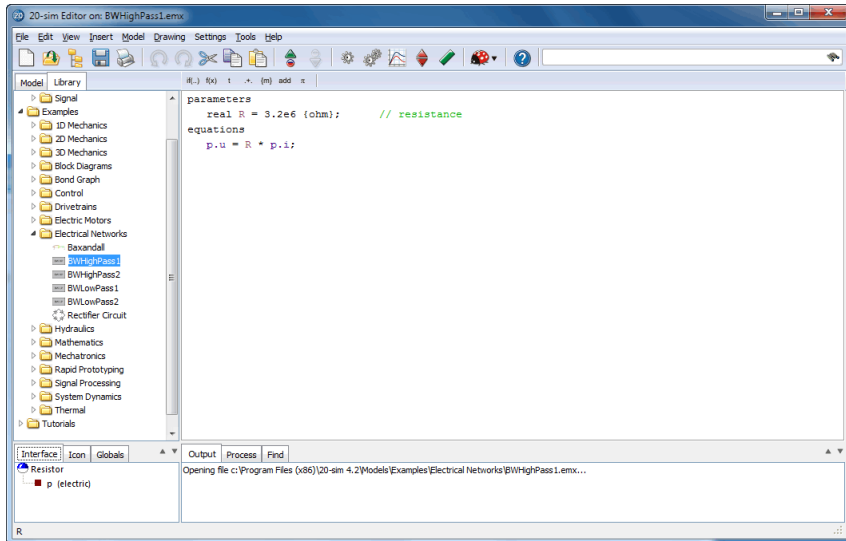 20-sim Editor on: BWHighPass1.emx
File Edit View Insert Model Drawing Settings Tools Help
Model Library
if(..) f(x) t .+. {m} add π
Signal
Examples
1D Mechanics
2D Mechanics
3D Mechanics
Block Diagrams
Bond Graph
Control
Drivetrains
Electric Motors
Electrical Networks
Baxandall
BWHighPass1
BWHighPass2
BWLowPass1
BWLowPass2
Rectifier Circuit
Hydraulics
Mathematics
Mechatronics
Rapid Prototyping
Signal Processing
System Dynamics
Thermal
Tutorials
parameters
real R = 3.2e6 {ohm}; // resistance
equations
p.u = R * p.i;
Interface Icon Globals
Resistor
p (electric)
Output Process Find
Opening file c:\Program Files (x86)\20-sim 4.2\Models\Examples\Electrical Networks\BWHighPass1.emx...
R